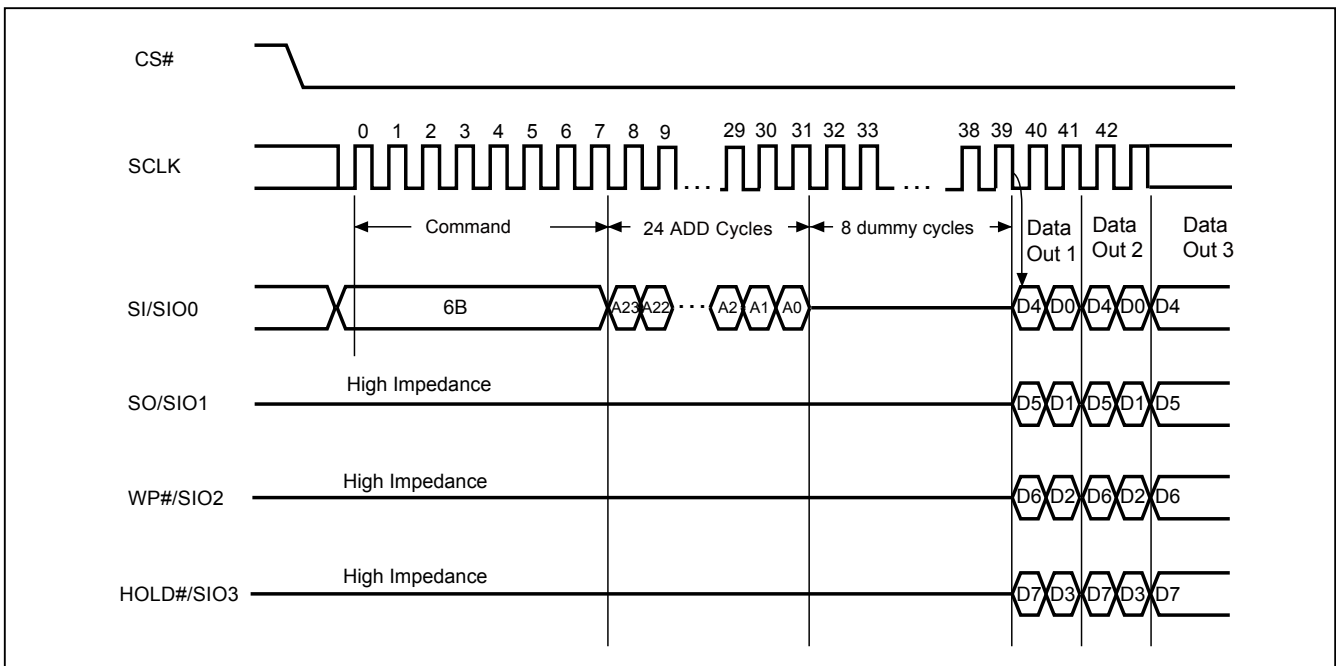 CS#
0 1 2 3 4 5 6 7 8 9 29 30 31 32 33 38 39 40 41 42
SCLK
... ...
Command 24 ADD Cycles 8 dummy cycles Data Out 1 Data Out 2 Data Out 3
SI/SIO0 6B A23 A22 ... A2 A1 A0 D4 D0 D4 D0 D4
High Impedance
SO/SIO1 D5 D1 D5 D1 D5
High Impedance
WP#/SIO2 D6 D2 D6 D2 D6
High Impedance
HOLD#/SIO3 D7 D3 D7 D3 D7